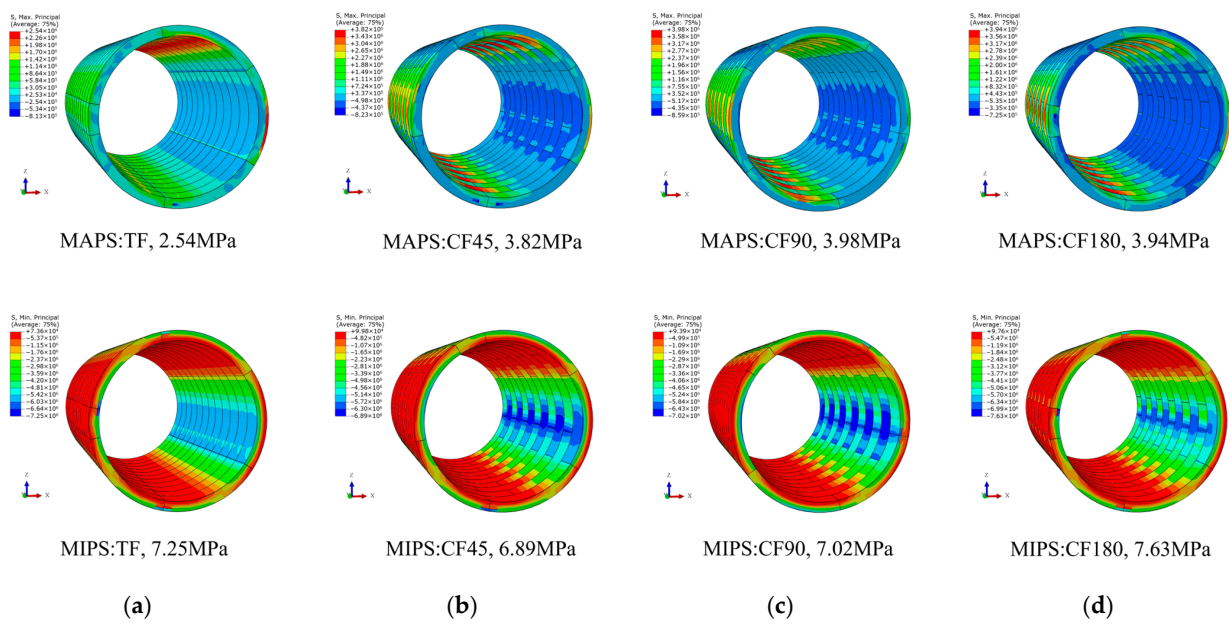 S, Max. Principal
(Average: 75%)
+2.54×10⁶
+2.26×10⁶
+1.98×10⁶
+1.70×10⁶
+1.42×10⁶
+1.14×10⁶
+8.64×10⁵
+5.84×10⁵
+3.05×10⁵
+2.54×10⁴
−2.54×10⁵
−5.34×10⁵
−8.13×10⁵
Z
Y
X
MAPS:TF, 2.54MPa
S, Max. Principal
(Average: 75%)
+3.82×10⁶
+3.43×10⁶
+3.04×10⁶
+2.65×10⁶
+2.27×10⁶
+1.88×10⁶
+1.49×10⁶
+1.11×10⁶
+7.24×10⁵
+3.37×10⁵
−4.98×10⁴
−4.37×10⁵
−8.23×10⁵
Z
Y
X
MAPS:CF45, 3.82MPa
S, Max. Principal
(Average: 75%)
+3.98×10⁶
+3.58×10⁶
+3.17×10⁶
+2.77×10⁶
+2.37×10⁶
+1.96×10⁶
+1.56×10⁶
+1.16×10⁶
+7.55×10⁵
+3.52×10⁵
−5.17×10⁴
−4.35×10⁵
−8.59×10⁵
Z
Y
X
MAPS:CF90, 3.98MPa
S, Max. Principal
(Average: 75%)
+3.94×10⁶
+3.56×10⁶
+3.17×10⁶
+2.78×10⁶
+2.39×10⁶
+2.00×10⁶
+1.61×10⁶
+1.22×10⁶
+8.32×10⁵
+4.43×10⁵
−5.35×10⁴
−3.35×10⁵
−7.25×10⁵
Z
Y
X
MAPS:CF180, 3.94MPa
S, Min. Principal
(Average: 75%)
+7.36×10⁴
−5.37×10⁵
−1.15×10⁶
−1.76×10⁶
−2.37×10⁶
−2.98×10⁶
−3.59×10⁶
−4.20×10⁶
−4.81×10⁶
−5.42×10⁶
−6.03×10⁶
−6.64×10⁶
−7.25×10⁶
Z
Y
X
MIPS:TF, 7.25MPa
S, Min. Principal
(Average: 75%)
+9.98×10⁴
−4.82×10⁵
−1.07×10⁶
−1.65×10⁶
−2.23×10⁶
−2.81×10⁶
−3.39×10⁶
−3.98×10⁶
−4.56×10⁶
−5.14×10⁶
−5.72×10⁶
−6.30×10⁶
−6.89×10⁶
Z
Y
X
MIPS:CF45, 6.89MPa
S, Min. Principal
(Average: 75%)
+9.39×10⁴
−4.99×10⁵
−1.09×10⁶
−1.69×10⁶
−2.29×10⁶
−2.87×10⁶
−3.36×10⁶
−4.06×10⁶
−4.65×10⁶
−5.24×10⁶
−5.84×10⁶
−6.43×10⁶
−7.02×10⁶
Z
Y
X
MIPS:CF90, 7.02MPa
S, Min. Principal
(Average: 75%)
+9.76×10⁴
−5.47×10⁵
−1.19×10⁶
−1.84×10⁶
−2.48×10⁶
−3.12×10⁶
−3.77×10⁶
−4.41×10⁶
−5.06×10⁶
−5.70×10⁶
−6.34×10⁶
−6.99×10⁶
−7.63×10⁶
Z
Y
X
MIPS:CF180, 7.63MPa
(a)
(b)
(c)
(d)